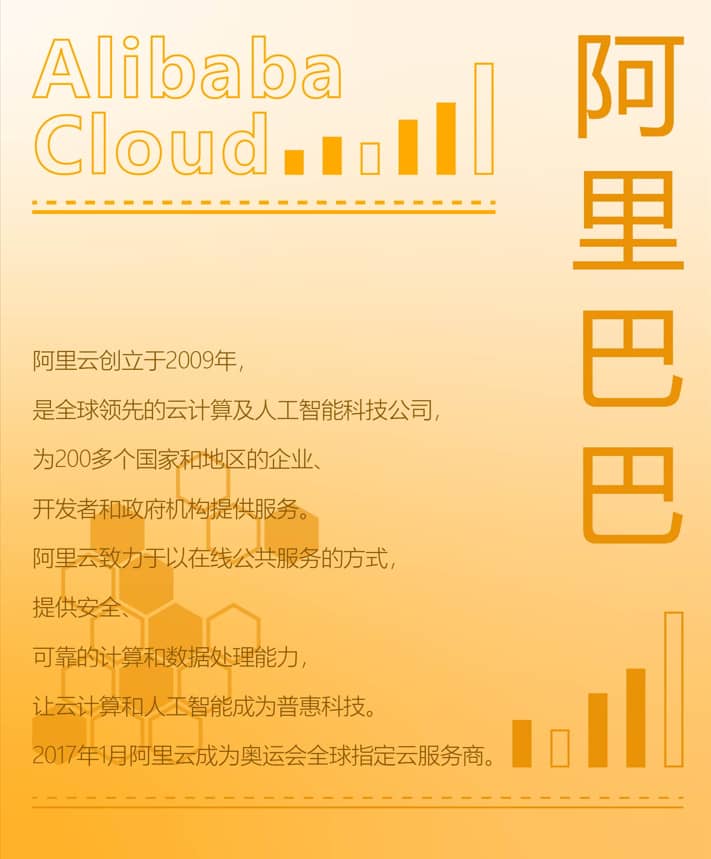 Alibaba
Cloud
阿里巴巴
阿里云创立于2009年，
是全球领先的云计算及人工智能科技公司，
为200多个国家和地区的企业、
开发者和政府机构提供服务。
阿里云致力于以在线公共服务的方式，
提供安全、
可靠的计算和数据处理能力，
让云计算和人工智能成为普惠科技。
2017年1月阿里云成为奥运会全球指定云服务商。